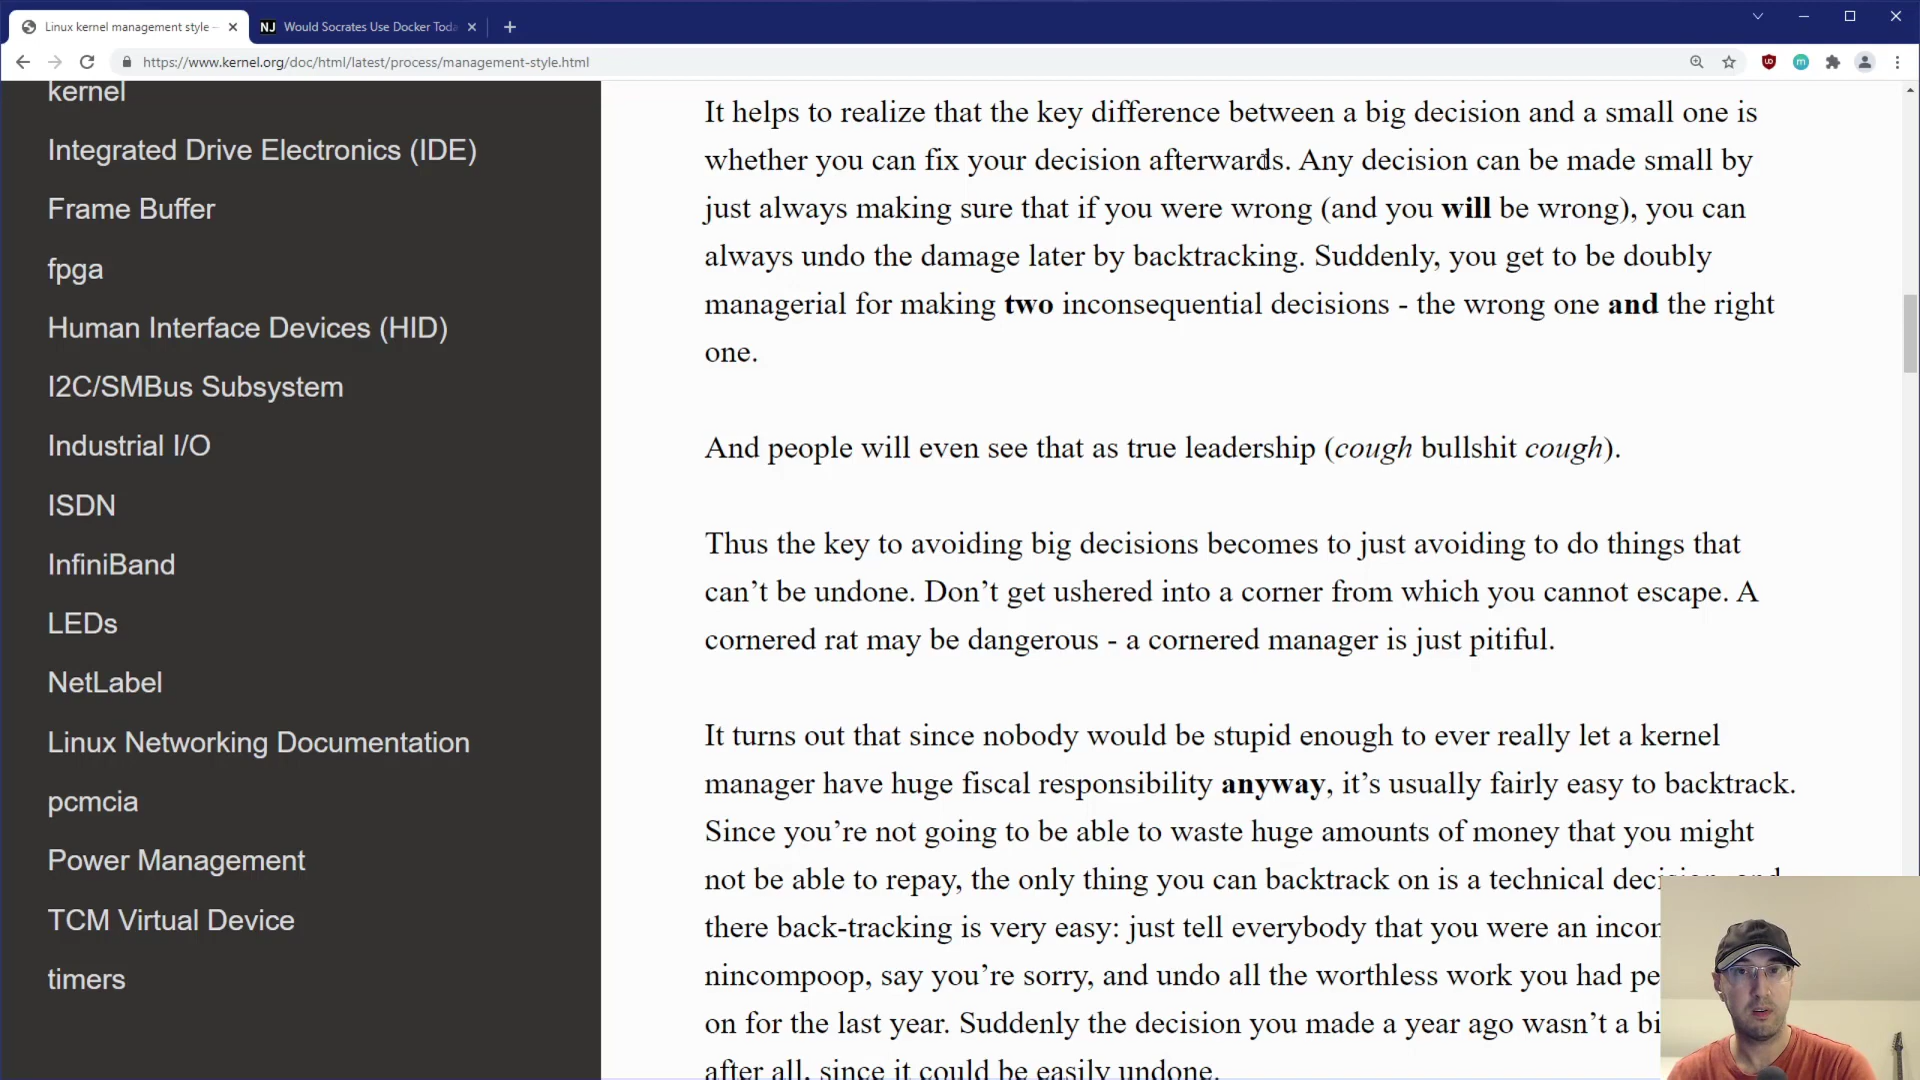 Linux kernel management style –
NJ Would Socrates Use Docker Toda
https://www.kernel.org/doc/html/latest/process/management-style.html
kernel
Integrated Drive Electronics (IDE)
Frame Buffer
fpga
Human Interface Devices (HID)
I2C/SMBus Subsystem
Industrial I/O
ISDN
InfiniBand
LEDs
NetLabel
Linux Networking Documentation
pcmcia
Power Management
TCM Virtual Device
timers
It helps to realize that the key difference between a big decision and a small one is
whether you can fix your decision afterwards. Any decision can be made small by
just always making sure that if you were wrong (and you will be wrong), you can
always undo the damage later by backtracking. Suddenly, you get to be doubly
managerial for making two inconsequential decisions - the wrong one and the right
one.
And people will even see that as true leadership (cough bullshit cough).
Thus the key to avoiding big decisions becomes to just avoiding to do things that
can’t be undone. Don’t get ushered into a corner from which you cannot escape. A
cornered rat may be dangerous - a cornered manager is just pitiful.
It turns out that since nobody would be stupid enough to ever really let a kernel
manager have huge fiscal responsibility anyway, it’s usually fairly easy to backtrack.
Since you’re not going to be able to waste huge amounts of money that you might
not be able to repay, the only thing you can backtrack on is a technical
there back-tracking is very easy: just tell everybody that you were an
nincompoop, say you’re sorry, and undo all the worthless work you had
on for the last year. Suddenly the decision you made a year ago wasn’t a
after all, since it could be easily undone.